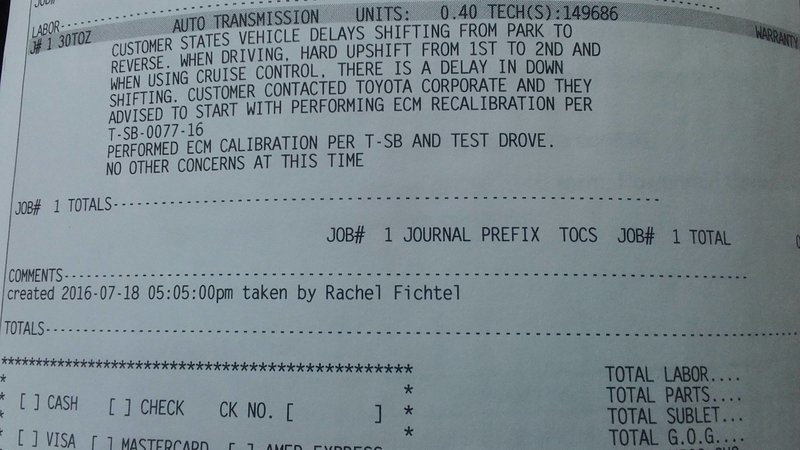 JOB#
LABOR
J# 1 30TOZ AUTO TRANSMISSION UNITS: 0.40 TECH(S):149686 WARRANTY
CUSTOMER STATES VEHICLE DELAYS SHIFTING FROM PARK TO
REVERSE. WHEN DRIVING, HARD UPSHIFT FROM 1ST TO 2ND AND
WHEN USING CRUISE CONTROL, THERE IS A DELAY IN DOWN
SHIFTING. CUSTOMER CONTACTED TOYOTA CORPORATE AND THEY
ADVISED TO START WITH PERFORMING ECM RECALIBRATION PER
T-SB-0077-16
PERFORMED ECM CALIBRATION PER T-SB AND TEST DROVE.
NO OTHER CONCERNS AT THIS TIME
JOB# 1 TOTALS
JOB# 1 JOURNAL PREFIX TOCS JOB# 1 TOTAL
COMMENTS
created 2016-07-18 05:05:00pm taken by Rachel Fichtel
TOTALS
[ ] CASH [ ] CHECK CK NO. [ ]
[ ] VISA [ ] MASTERCARD [ ] AMER EXPRESS
TOTAL LABOR....
TOTAL PARTS....
TOTAL SUBLET...
TOTAL G.O.G....